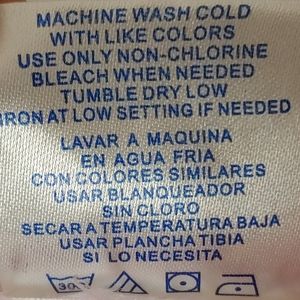 MACHINE WASH COLD
WITH LIKE COLORS
USE ONLY NON-CHLORINE
BLEACH WHEN NEEDED
TUMBLE DRY LOW
IRON AT LOW SETTING IF NEEDED
LAVAR A MAQUINA
EN AGUA FRIA
CON COLORES SIMILARES
USAR BLANQUEADOR
SIN CLORO
SECAR A TEMPERATURA BAJA
USAR PLANCHA TIBIA
SI LO NECESITA
30